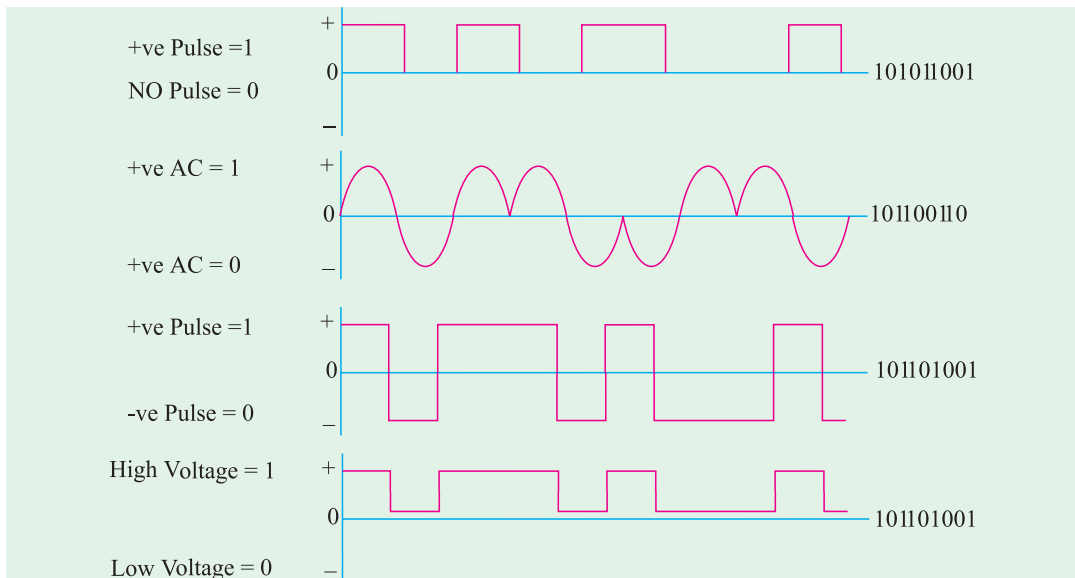 +
+ve Pulse =1
0
101011001
NO Pulse = 0
–
+ve AC = 1
+
0
101100110
+ve AC = 0
–
+ve Pulse =1
+
0
101101001
-ve Pulse = 0
–
High Voltage = 1
+
0
101101001
Low Voltage = 0
–